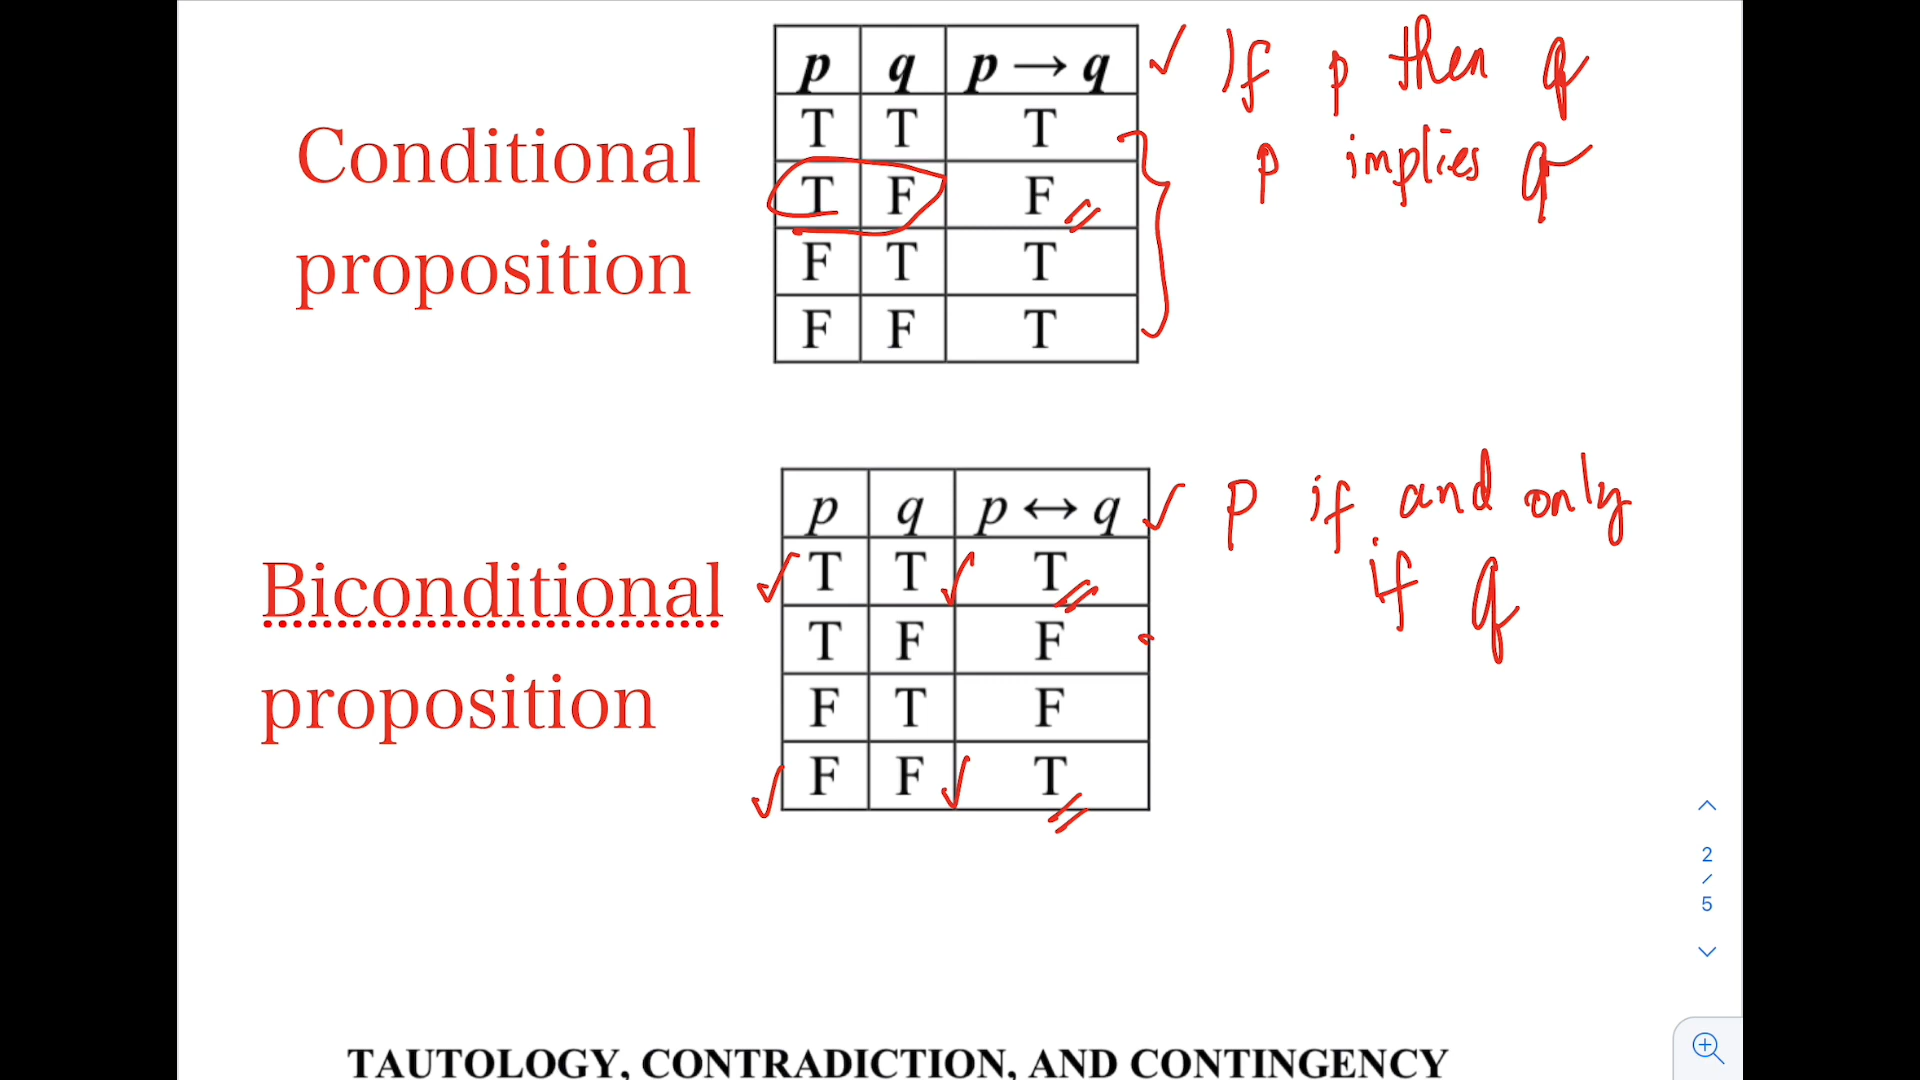 p q p → q ✓ If p then q
T T T
Conditional
T F F
p implies q
proposition
F T T
F F T
p q p ↔ q ✓ p if and only
if q
✓ T T ✓ T
Biconditional
T F F
proposition
F T F
✓ F F ✓ T
2
/
5
TAUTOLOGY, CONTRADICTION, AND CONTINGENCY